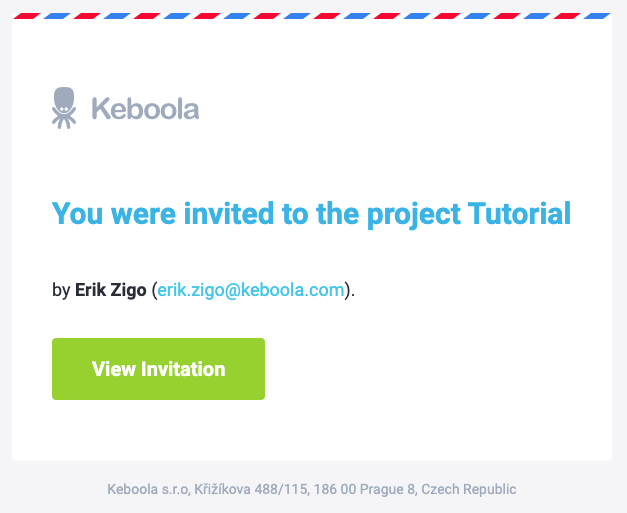 Keboola
You were invited to the project Tutorial
by Erik Zigo (erik.zigo@keboola.com).
View Invitation
Keboola s.r.o, Křižíkova 488/115, 186 00 Prague 8, Czech Republic